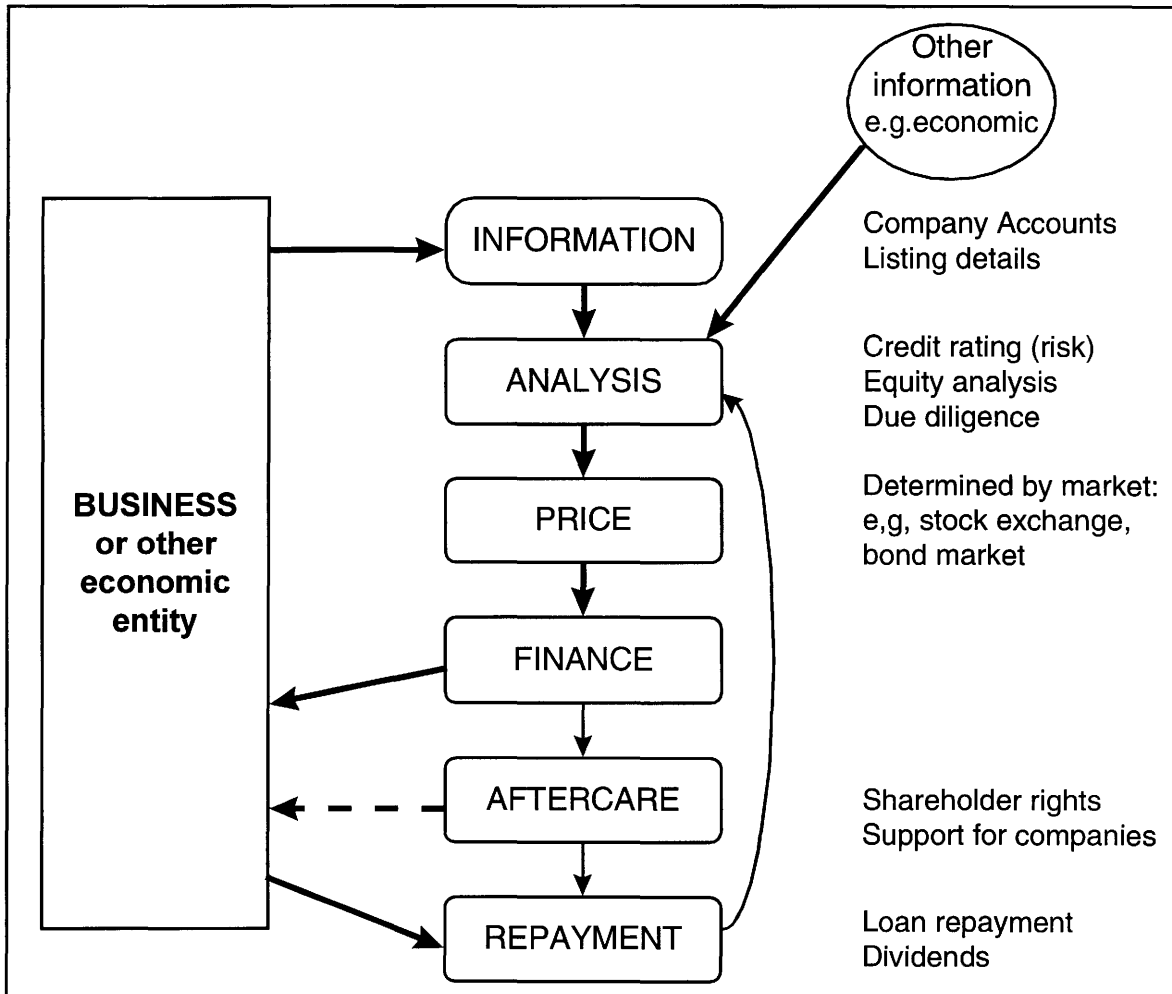 Other
information
e.g.economic
INFORMATION
Company Accounts
Listing details
ANALYSIS
Credit rating (risk)
Equity analysis
Due diligence
BUSINESS
or other
economic
entity
PRICE
Determined by market:
e,g, stock exchange,
bond market
FINANCE
AFTERCARE
Shareholder rights
Support for companies
REPAYMENT
Loan repayment
Dividends